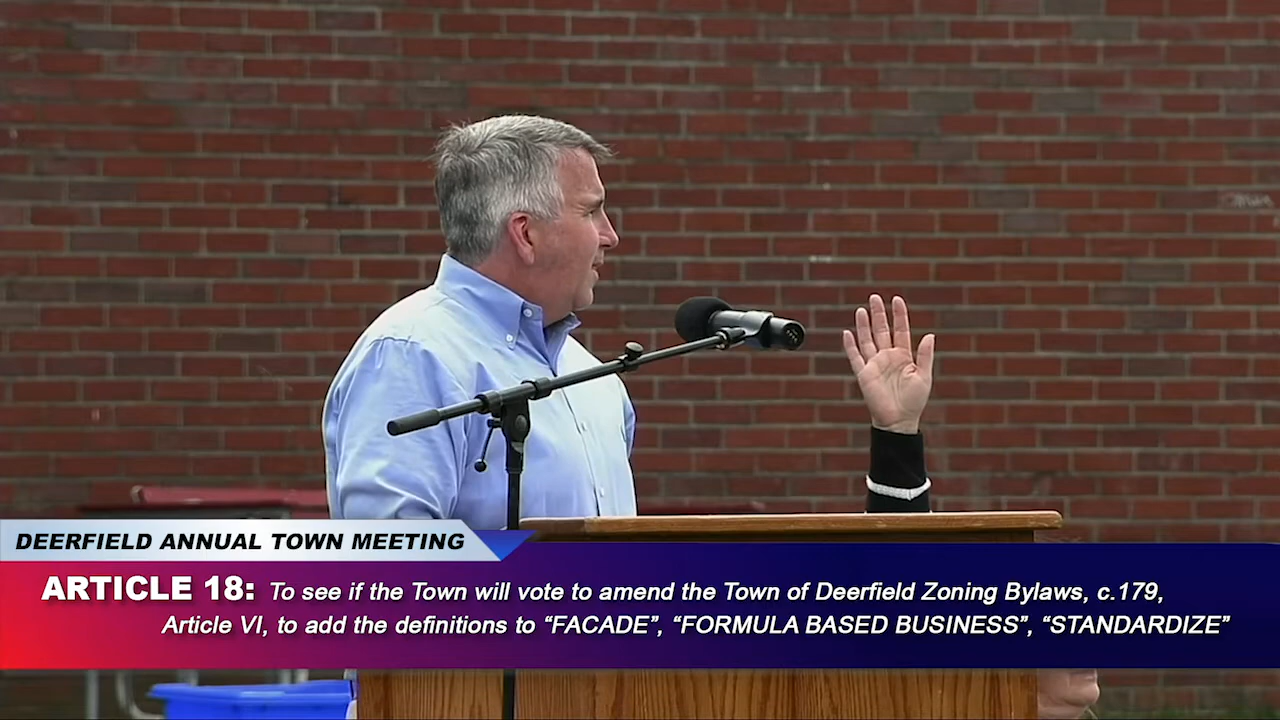 DEERFIELD ANNUAL TOWN MEETING
ARTICLE 18: To see if the Town will vote to amend the Town of Deerfield Zoning Bylaws, c.179,
Article VI, to add the definitions to “FACADE”, “FORMULA BASED BUSINESS”, “STANDARDIZE”